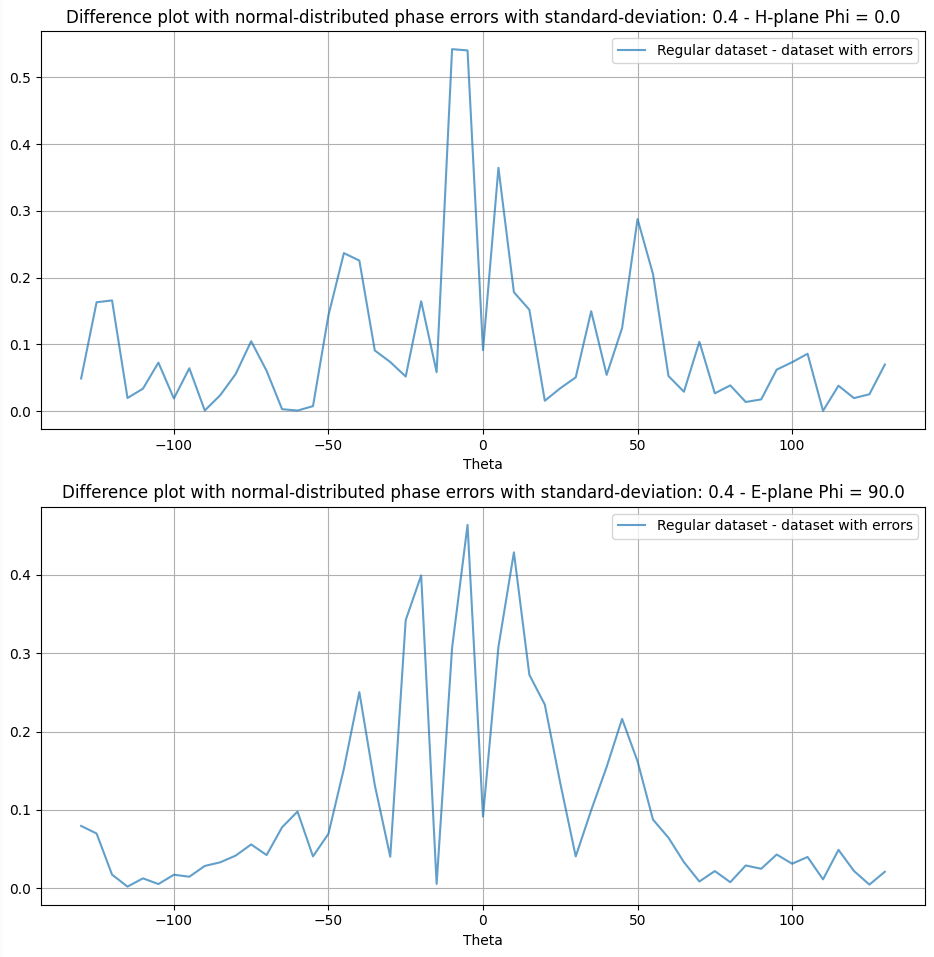 Difference plot with normal-distributed phase errors with standard-deviation: 0.4 - H-plane Phi = 0.0
Regular dataset - dataset with errors
0.5
0.4
0.3
0.2
0.1
0.0
−100 −50 0 50 100
Theta
Difference plot with normal-distributed phase errors with standard-deviation: 0.4 - E-plane Phi = 90.0
Regular dataset - dataset with errors
0.4
0.3
0.2
0.1
0.0
−100 −50 0 50 100
Theta